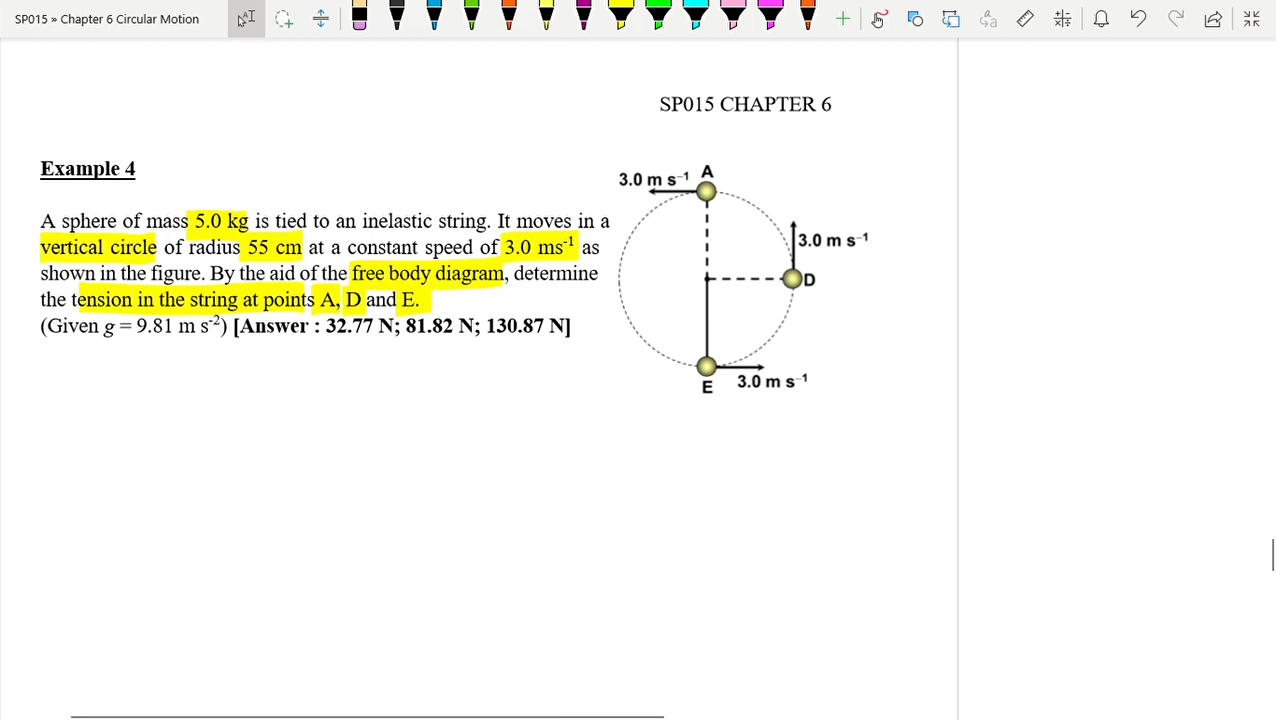 SP015 » Chapter 6 Circular Motion
SP015 CHAPTER 6
Example 4
A sphere of mass 5.0 kg is tied to an inelastic string. It moves in a
vertical circle of radius 55 cm at a constant speed of 3.0 ms⁻¹ as
shown in the figure. By the aid of the free body diagram, determine
the tension in the string at points A, D and E.
(Given g = 9.81 m s⁻²) [Answer : 32.77 N; 81.82 N; 130.87 N]
A
3.0 m s⁻¹
3.0 m s⁻¹
D
E
3.0 m s⁻¹